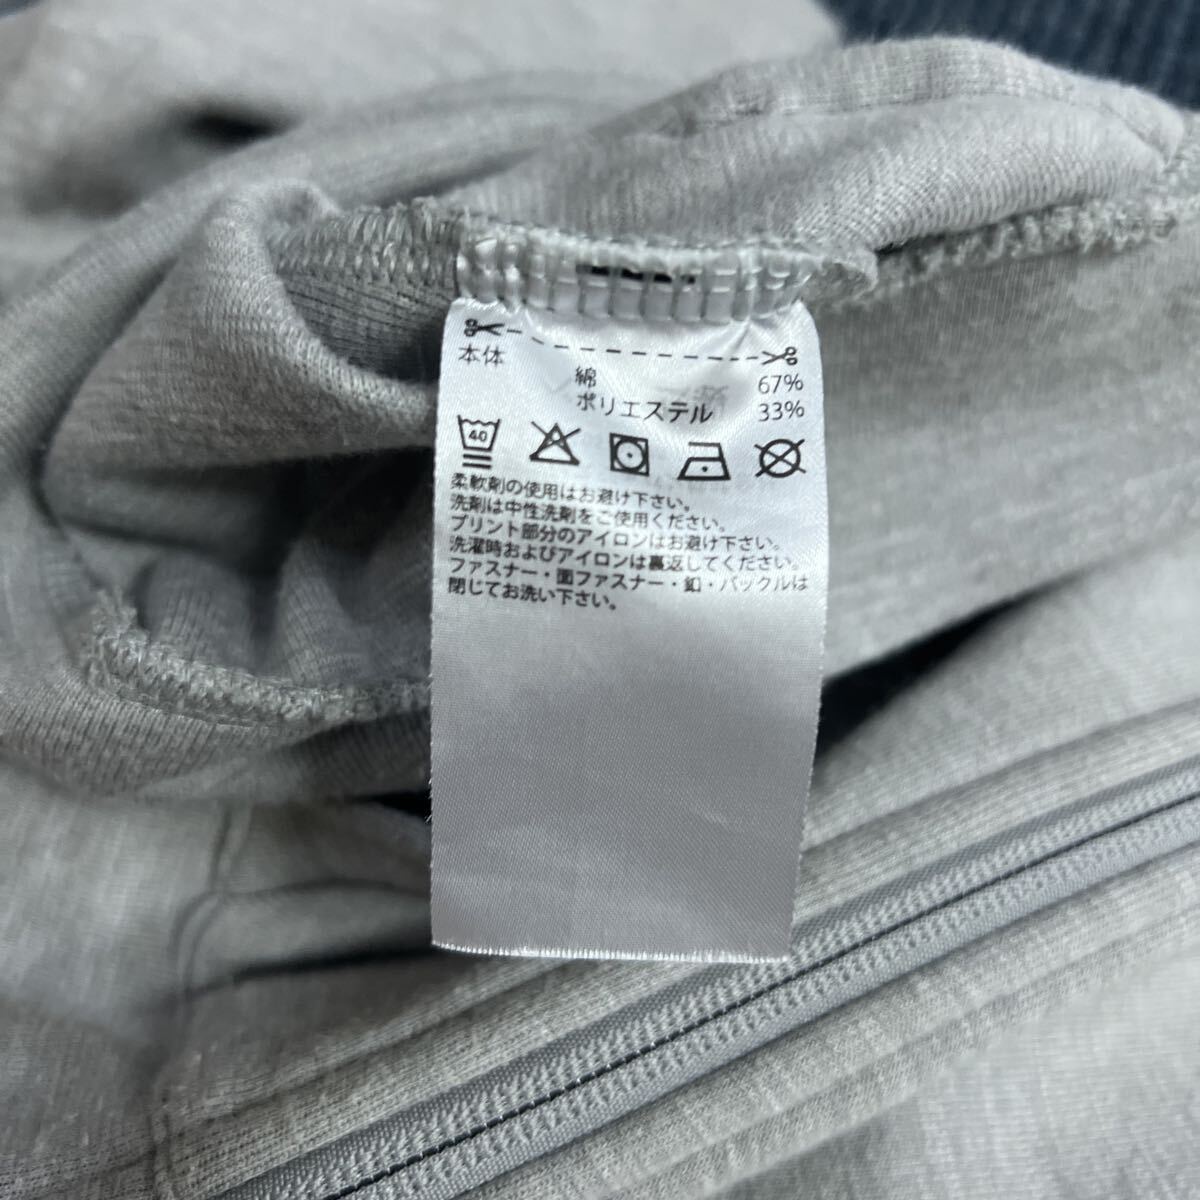 本体
綿 67%
ポリエステル 33%
40
柔軟剤の使用はお避け下さい。
洗剤は中性洗剤をご使用ください。
プリント部分のアイロンはお避け下さい。
洗濯時およびアイロンは裏返してください。
ファスナー・面ファスナー・釦・バックルは
閉じてお洗い下さい。